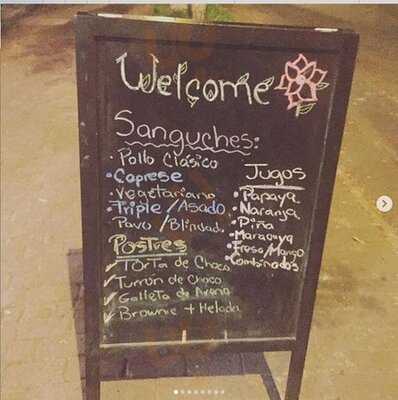 Welcome
Sanguches:
• Pollo Clásico
• Caprese
• Vegetariano
• Triple / Asado
Pavo / Blindad
Jugos
• Papaya
• Naranja
• Piña
• Maracuya
• Fresa / Mango
• Combinados
Postres
✓ Torta de Choco
✓ Turrón de Choco
✓ Galleta de Avena
✓ Brownie + Helado